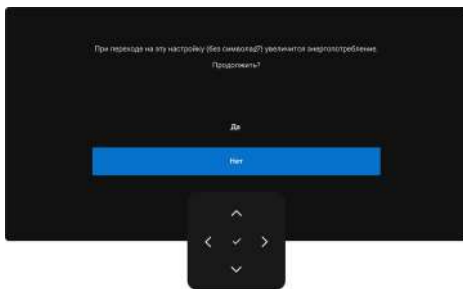 При переходе на эту настройку (без символа) увеличится энергопотребление.
Продолжить?
Да
Нет